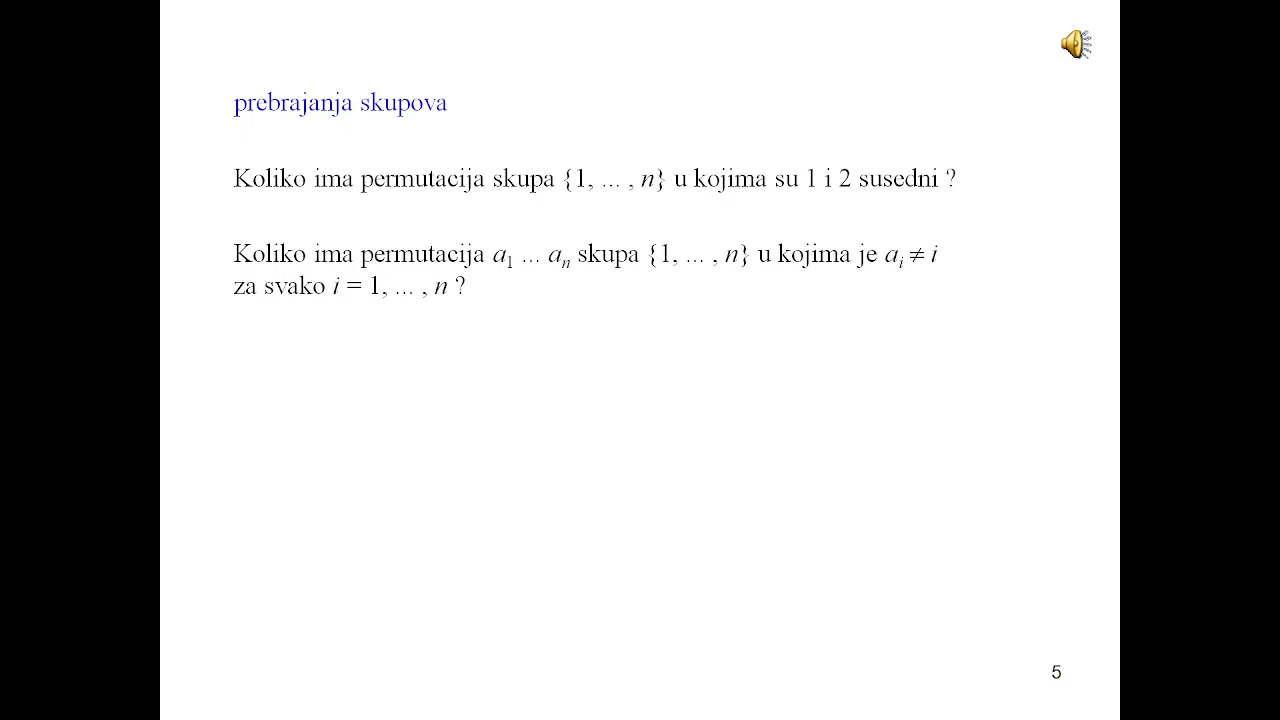 prebrajanja skupova
Koliko ima permutacija skupa {1, ... , n} u kojima su 1 i 2 susedni ?
Koliko ima permutacija a₁ ... aₙ skupa {1, ... , n} u kojima je aᵢ ≠ i
za svako i = 1, ... , n ?
5